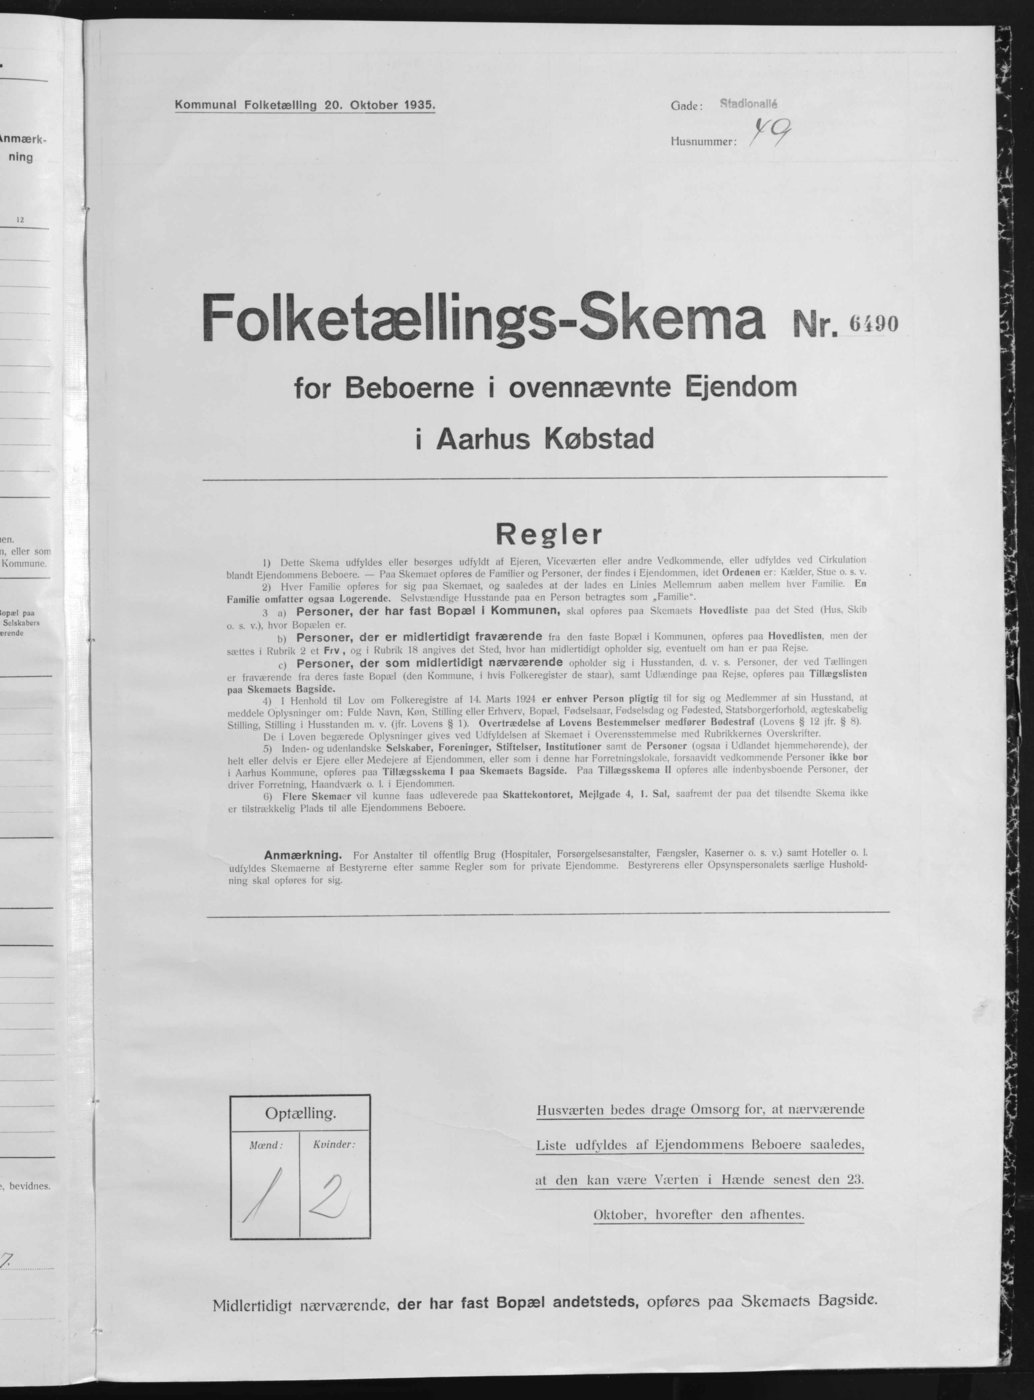 Kommunal Folketælling 20. Oktober 1935.
Gade: Stadionallé
Husnummer: 49
Folketællings-Skema Nr. 6490
for Beboerne i ovennævnte Ejendom
i Aarhus Købstad
Regler
1) Dette Skema udfyldes eller besørges udfyldt af Ejeren, Viceværten eller andre Vedkommende, eller udfyldes ved Cirkulation
blandt Ejendommens Beboere. — Paa Skemaet opføres de Familier og Personer, der findes i Ejendommen, idet Ordenen er: Kælder, Stue o. s. v.
2) Hver Familie opføres for sig paa Skemaet, og saaledes at der lades en Linies Mellemrum aaben mellem hver Familie. En
Familie omfatter ogsaa Logerende. Selvstændige Husstande paa en Person betragtes som „Familie".
3 a) Personer, der har fast Bopæl i Kommunen, skal opføres paa Skemaets Hovedliste paa det Sted (Hus, Skib
o. s. v.), hvor Bopælen er.
b) Personer, der er midlertidigt fraværende fra den faste Bopæl i Kommunen, opføres paa Hovedlisten, men der
sættes i Rubrik 2 et Frv, og i Rubrik 18 angives det Sted, hvor han midlertidigt opholder sig, eventuelt om han er paa Rejse.
c) Personer, der som midlertidigt nærværende opholder sig i Husstanden, d. v. s. Personer, der ved Tællingen
er fraværende fra deres faste Bopæl (den Kommune, i hvis Folkeregister de staar), samt Udlændinge paa Rejse, opføres paa Tillægslisten
paa Skemaets Bagside.
4) I Henhold til Lov om Folkeregistre af 14. Marts 1924 er enhver Person pligtig til for sig og Medlemmer af sin Husstand, at
meddele Oplysninger om: Fulde Navn, Køn, Stilling eller Erhverv, Bopæl, Fødselsaar, Fødselsdag og Fødested, Statsborgerforhold, ægteskabelig
Stilling, Stilling i Husstanden m. v. (jfr. Lovens § 1). Overtrædelse af Lovens Bestemmelser medfører Bødestraf (Lovens § 12 jfr. § 8).
De i Loven begærede Oplysninger gives ved Udfyldelsen af Skemaet i Overensstemmelse med Rubrikkernes Overskrifter.
5) Inden- og udenlandske Selskaber, Foreninger, Stiftelser, Institutioner samt de Personer (ogsaa i Udlandet hjemmehørende), der
helt eller delvis er Ejere eller Medejere af Ejendommen, eller som i denne har Forretningslokale, forsaavidt vedkommende Personer ikke bor
i Aarhus Kommune, opføres paa Tillægsskema I paa Skemaets Bagside. Paa Tillægsskema II opføres alle indenbysboende Personer, der
driver Forretning, Haandværk o. l. i Ejendommen.
6) Flere Skemaer vil kunne faas udleverede paa Skattekontoret, Mejlgade 4, 1. Sal, saafremt der paa det tilsendte Skema ikke
er tilstrækkelig Plads til alle Ejendommens Beboere.
Anmærkning. For Anstalter til offentlig Brug (Hospitaler, Forsørgelsesanstalter, Fængsler, Kaserner o. s. v.) samt Hoteller o. l.
udfyldes Skemaerne af Bestyrerne efter samme Regler som for private Ejendomme. Bestyrerens eller Opsynspersonalets særlige Hushold-
ning skal opføres for sig.
Optælling.
Mænd: Kvinder:
1 2
Husværten bedes drage Omsorg for, at nærværende
Liste udfyldes af Ejendommens Beboere saaledes,
at den kan være Værten i Hænde senest den 23.
Oktober, hvorefter den afhentes.
Midlertidigt nærværende, der har fast Bopæl andetsteds, opføres paa Skemaets Bagside.